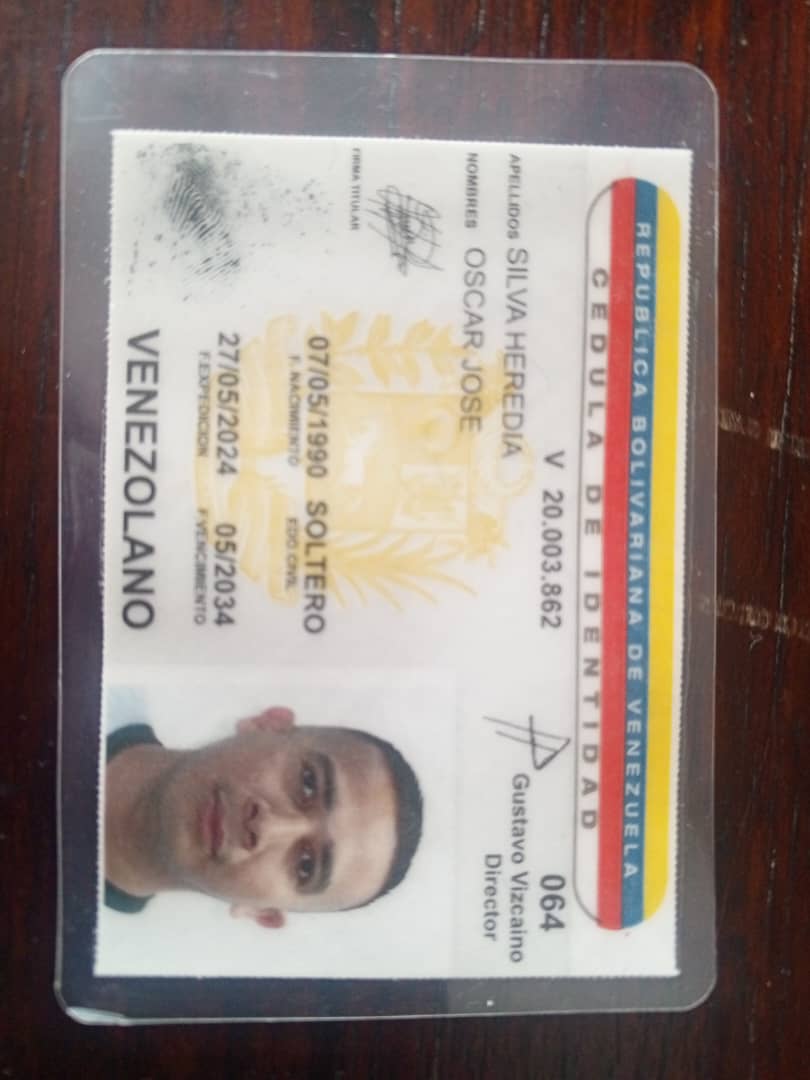 REPUBLICA BOLIVARIANA DE VENEZUELA
CEDULA DE IDENTIDAD
V 20.003.862
064
Gustavo Vizcaino
Director
APELLIDOS SILVA HEREDIA
NOMBRES OSCAR JOSE
FIRMA TITULAR
07/05/1990 SOLTERO
F. NACIMIENTO EDO.CIVIL
27/05/2024 05/2034
F.EXPEDICION F.VENCIMIENTO
VENEZOLANO